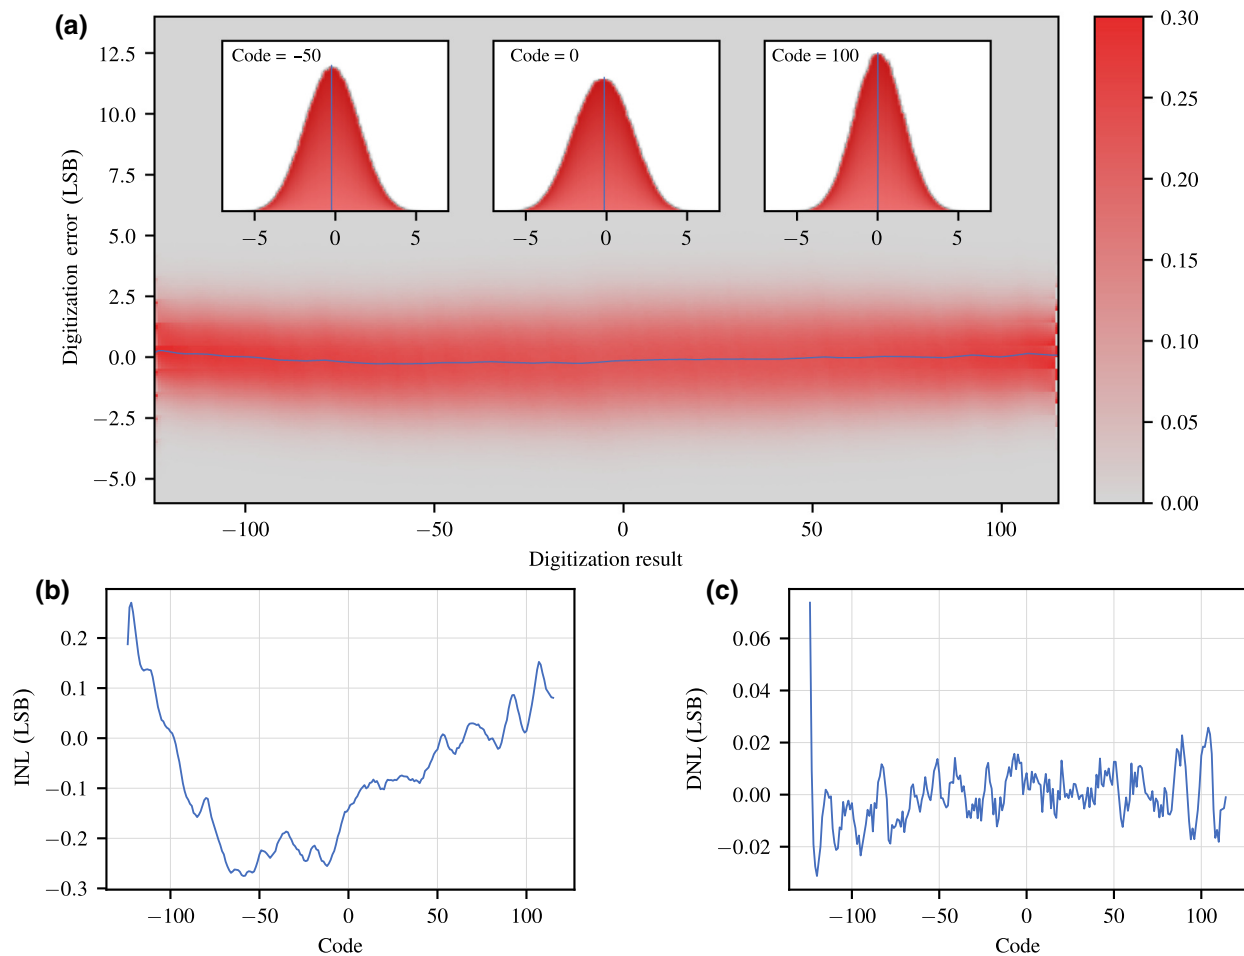 (a)
12.5
10.0
7.5
5.0
2.5
0.0
−2.5
−5.0
Digitization error (LSB)
Code = −50
−5 0 5
Code = 0
−5 0 5
Code = 100
−5 0 5
0.30
0.25
0.20
0.15
0.10
0.05
0.00
−100 −50 0 50 100
Digitization result
(b)
0.2
0.1
0.0
−0.1
−0.2
−0.3
INL (LSB)
−100 −50 0 50 100
Code
(c)
0.06
0.04
0.02
0.00
−0.02
DNL (LSB)
−100 −50 0 50 100
Code